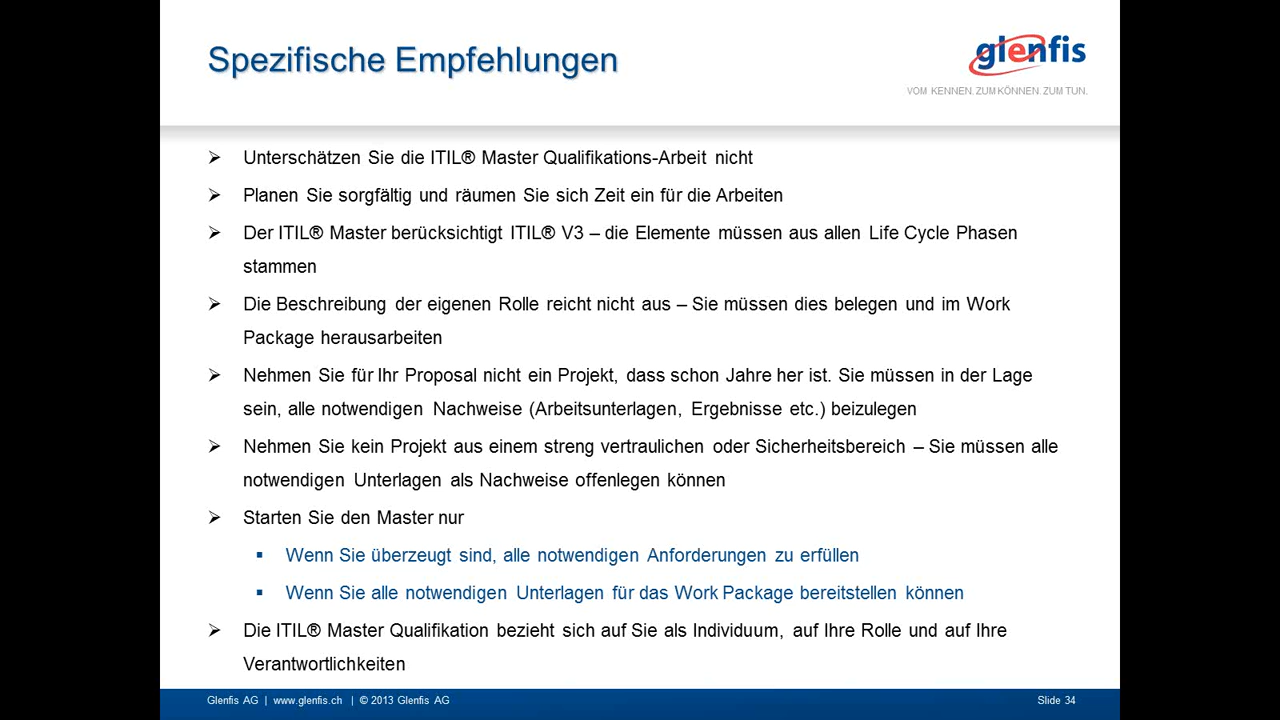 Spezifische Empfehlungen
glenfis
VOM KENNEN. ZUM KÖNNEN. ZUM TUN.
Unterschätzen Sie die ITIL® Master Qualifikations-Arbeit nicht
Planen Sie sorgfältig und räumen Sie sich Zeit ein für die Arbeiten
Der ITIL® Master berücksichtigt ITIL® V3 – die Elemente müssen aus allen Life Cycle Phasen
stammen
Die Beschreibung der eigenen Rolle reicht nicht aus – Sie müssen dies belegen und im Work
Package herausarbeiten
Nehmen Sie für Ihr Proposal nicht ein Projekt, dass schon Jahre her ist. Sie müssen in der Lage
sein, alle notwendigen Nachweise (Arbeitsunterlagen, Ergebnisse etc.) beizulegen
Nehmen Sie kein Projekt aus einem streng vertraulichen oder Sicherheitsbereich – Sie müssen alle
notwendigen Unterlagen als Nachweise offenlegen können
Starten Sie den Master nur
Wenn Sie überzeugt sind, alle notwendigen Anforderungen zu erfüllen
Wenn Sie alle notwendigen Unterlagen für das Work Package bereitstellen können
Die ITIL® Master Qualifikation bezieht sich auf Sie als Individuum, auf Ihre Rolle und auf Ihre
Verantwortlichkeiten
Glenfis AG | www.glenfis.ch | © 2013 Glenfis AG
Slide 34